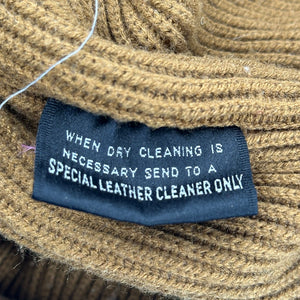 WHEN DRY CLEANING IS
NECESSARY SEND TO A
SPECIAL LEATHER CLEANER ONLY